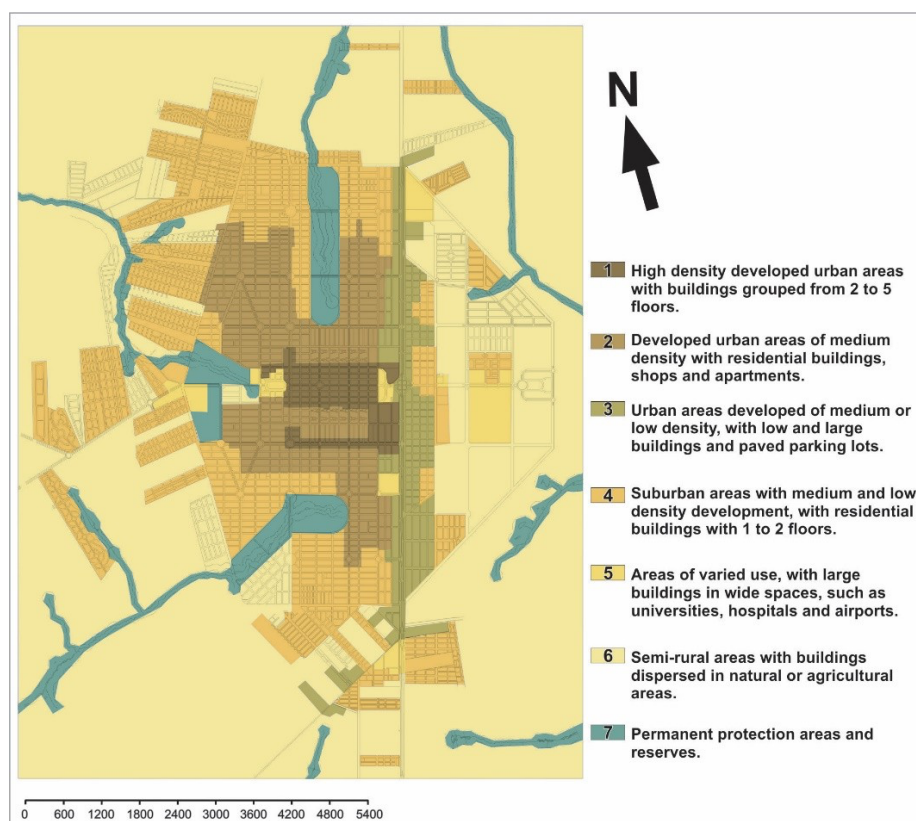 N
1 High density developed urban areas
with buildings grouped from 2 to 5
floors.
2 Developed urban areas of medium
density with residential buildings,
shops and apartments.
3 Urban areas developed of medium or
low density, with low and large
buildings and paved parking lots.
4 Suburban areas with medium and low
density development, with residential
buildings with 1 to 2 floors.
5 Areas of varied use, with large
buildings in wide spaces, such as
universities, hospitals and airports.
6 Semi-rural areas with buildings
dispersed in natural or agricultural
areas.
7 Permanent protection areas and
reserves.
0 600 1200 1800 2400 3000 3600 4200 4800 5400